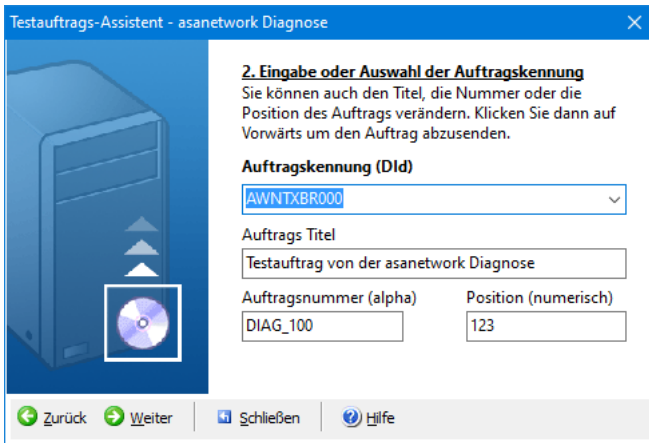 Testauftrags-Assistent - asanetwork Diagnose
2. Eingabe oder Auswahl der Auftragskennung
Sie können auch den Titel, die Nummer oder die
Position des Auftrags verändern. Klicken Sie dann auf
Vorwärts um den Auftrag abzusenden.
Auftragskennung (DId)
AWNTXBR000
Auftrags Titel
Testauftrag von der asanetwork Diagnose
Auftragsnummer (alpha) Position (numerisch)
DIAG_100 123
Zurück Weiter Schließen Hilfe